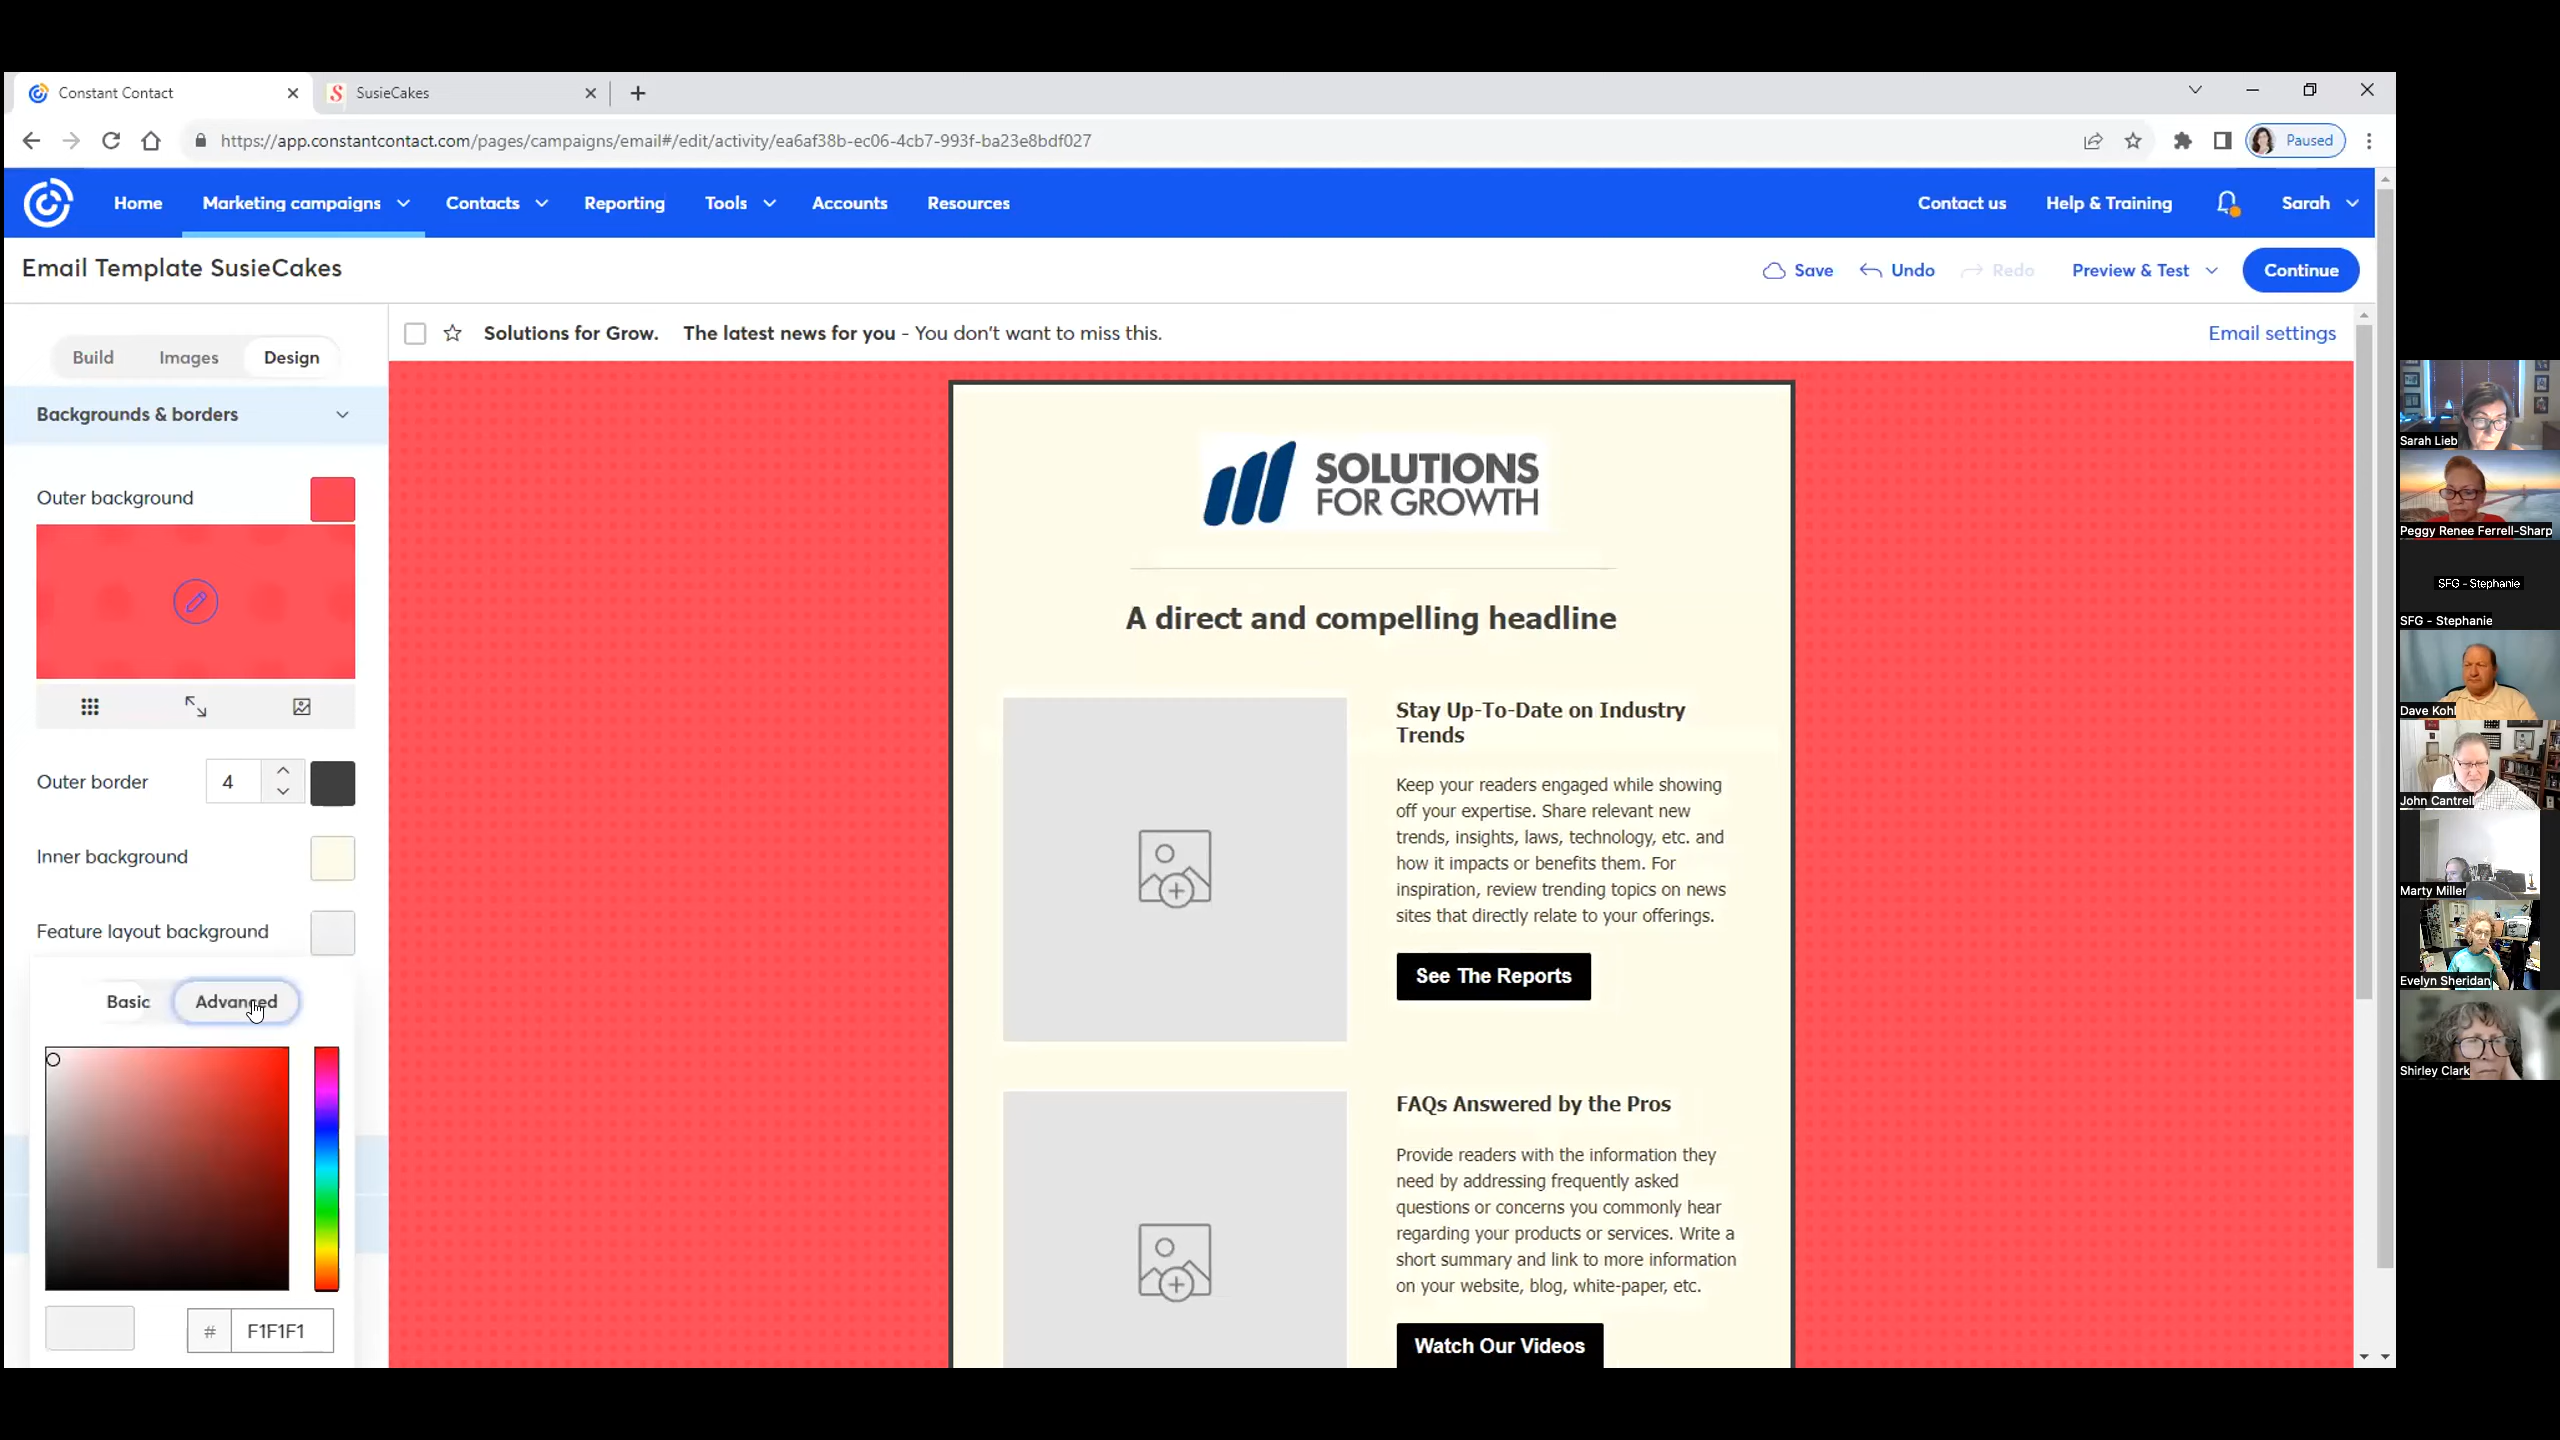 Constant Contact
SusieCakes
https://app.constantcontact.com/pages/campaigns/email#/edit/activity/ea6af38b-ec06-4cb7-993f-ba23e8bdf027
Paused
Home
Marketing campaigns
Contacts
Reporting
Tools
Accounts
Resources
Contact us
Help & Training
Sarah
Email Template SusieCakes
Save
Undo
Redo
Preview & Test
Continue
Build
Images
Design
Solutions for Grow.
The latest news for you - You don't want to miss this.
Email settings
Backgrounds & borders
Outer background
Outer border
4
Inner background
Feature layout background
Basic
Advanced
# F1F1F1
SOLUTIONS
FOR GROWTH
A direct and compelling headline
Stay Up-To-Date on Industry
Trends
Keep your readers engaged while showing
off your expertise. Share relevant new
trends, insights, laws, technology, etc. and
how it impacts or benefits them. For
inspiration, review trending topics on news
sites that directly relate to your offerings.
See The Reports
FAQs Answered by the Pros
Provide readers with the information they
need by addressing frequently asked
questions or concerns you commonly hear
regarding your products or services. Write a
short summary and link to more information
on your website, blog, white-paper, etc.
Watch Our Videos
Sarah Lieb
Peggy Renee Ferrell-Sharp
SFG - Stephanie
SFG - Stephanie
Dave Kohl
John Cantrell
Marty Miller
Evelyn Sheridan
Shirley Clark